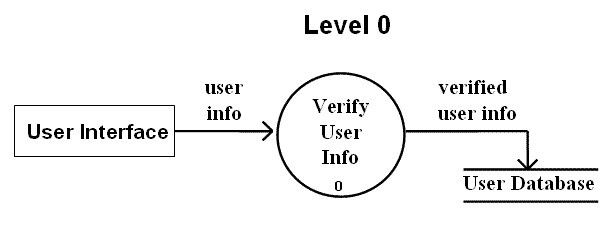 Level 0
user
info
verified
user info
User Interface
Verify
User
Info
0
User Database